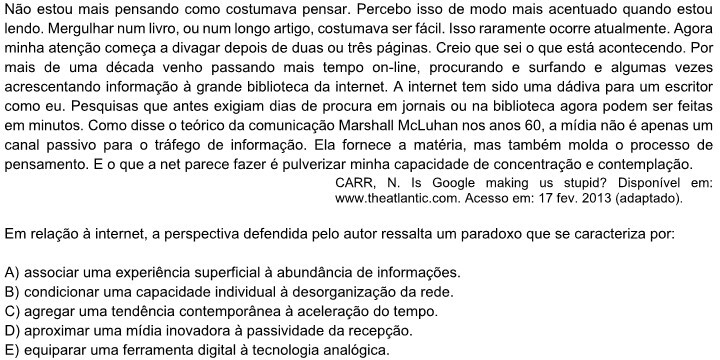 Não estou mais pensando como costumava pensar. Percebo isso de modo mais acentuado quando estou
lendo. Mergulhar num livro, ou num longo artigo, costumava ser fácil. Isso raramente ocorre atualmente. Agora
minha atenção começa a divagar depois de duas ou três páginas. Creio que sei o que está acontecendo. Por
mais de uma década venho passando mais tempo on-line, procurando e surfando e algumas vezes
acrescentando informação à grande biblioteca da internet. A internet tem sido uma dádiva para um escritor
como eu. Pesquisas que antes exigiam dias de procura em jornais ou na biblioteca agora podem ser feitas
em minutos. Como disse o teórico da comunicação Marshall McLuhan nos anos 60, a mídia não é apenas um
canal passivo para o tráfego de informação. Ela fornece a matéria, mas também molda o processo de
pensamento. E o que a net parece fazer é pulverizar minha capacidade de concentração e contemplação.
CARR, N. Is Google making us stupid? Disponível em:
www.theatlantic.com. Acesso em: 17 fev. 2013 (adaptado).
Em relação à internet, a perspectiva defendida pelo autor ressalta um paradoxo que se caracteriza por:
A) associar uma experiência superficial à abundância de informações.
B) condicionar uma capacidade individual à desorganização da rede.
C) agregar uma tendência contemporânea à aceleração do tempo.
D) aproximar uma mídia inovadora à passividade da recepção.
E) equiparar uma ferramenta digital à tecnologia analógica.